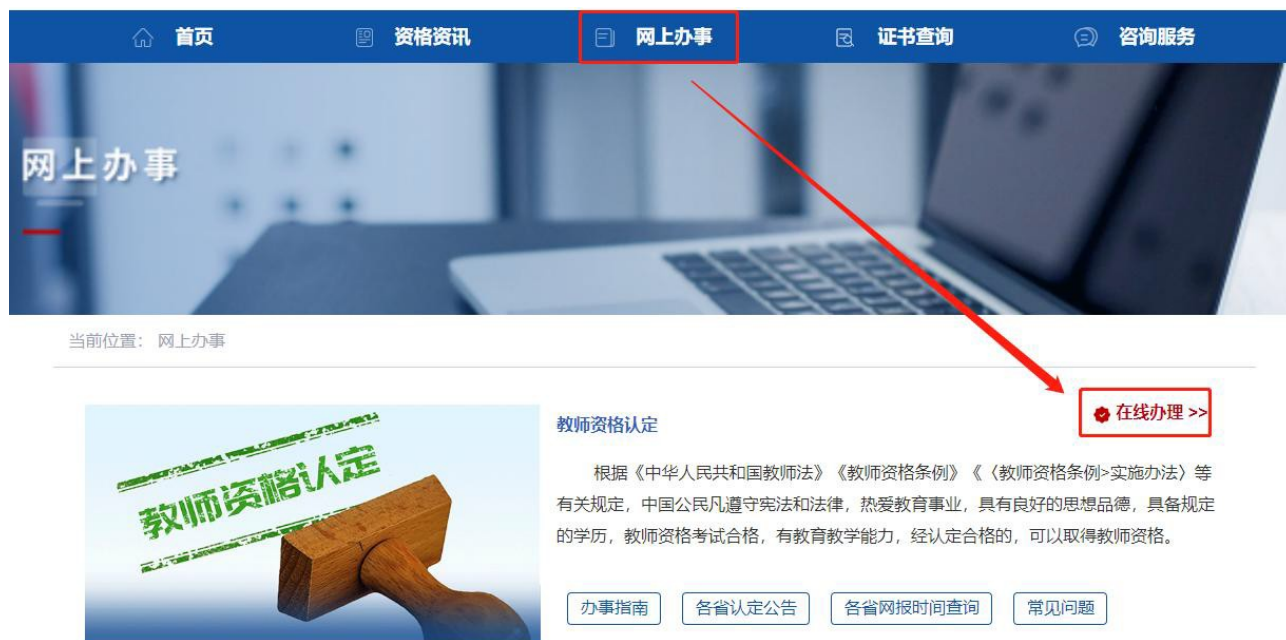 首页 资格资讯 网上办事 证书查询 咨询服务
网上办事
当前位置： 网上办事
教师资格认定
教师资格认定
在线办理 >>
根据《中华人民共和国教师法》《教师资格条例》《〈教师资格条例>实施办法〉等
有关规定，中国公民凡遵守宪法和法律，热爱教育事业，具有良好的思想品德，具备规定
的学历，教师资格考试合格，有教育教学能力，经认定合格的，可以取得教师资格。
办事指南 各省认定公告 各省网报时间查询 常见问题